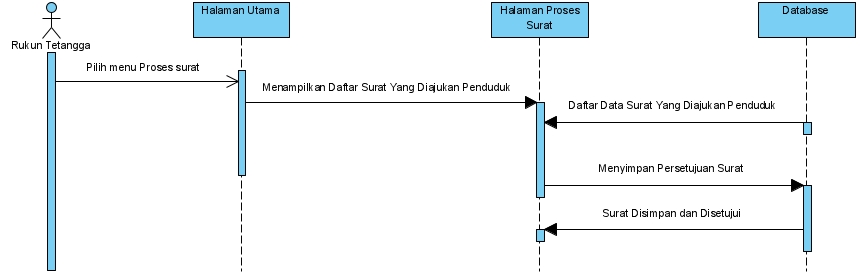 Halaman Utama
Halaman Proses
Surat
Database
Rukun Tetangga
Pilih menu Proses surat
Menampilkan Daftar Surat Yang Diajukan Penduduk
Daftar Data Surat Yang Diajukan Penduduk
Menyimpan Persetujuan Surat
Surat Disimpan dan Disetujui